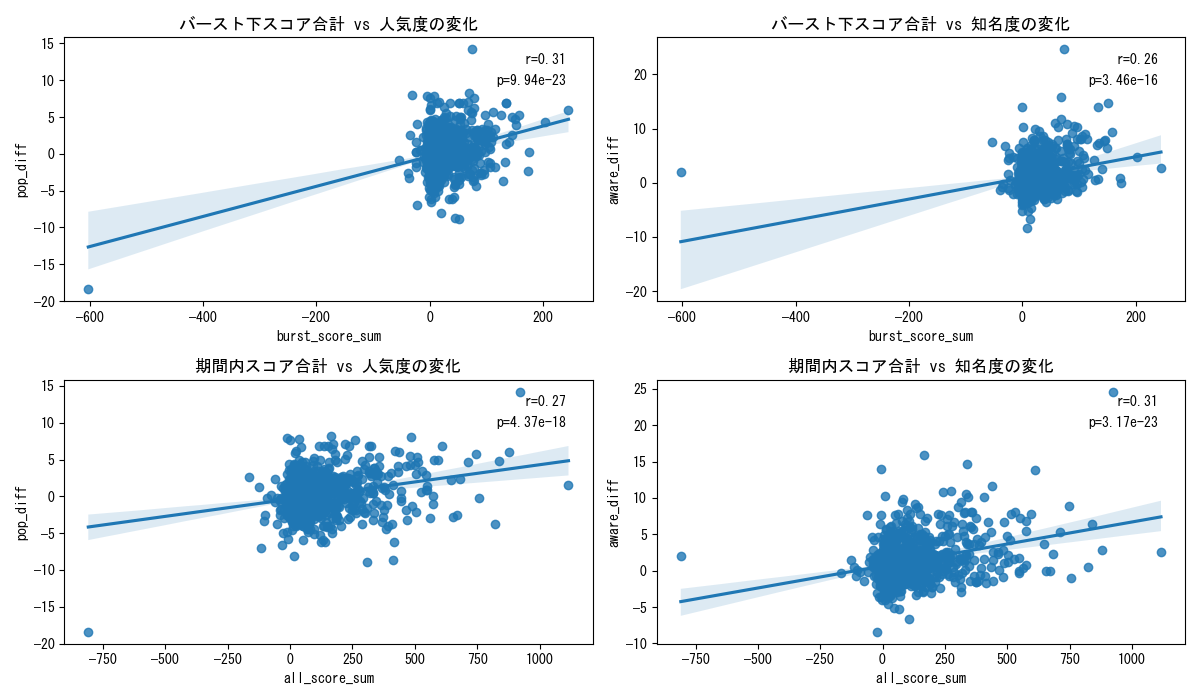 バースト下スコア合計 vs 人気度の変化
15
10
5
0
−5
−10
−15
−20
pop_diff
r=0.31
p=9.94e-23
−600
−400
−200
0
200
burst_score_sum
バースト下スコア合計 vs 知名度の変化
20
10
0
−10
−20
aware_diff
r=0.26
p=3.46e-16
−600
−400
−200
0
200
burst_score_sum
期間内スコア合計 vs 人気度の変化
15
10
5
0
−5
−10
−15
−20
pop_diff
r=0.27
p=4.37e-18
−750
−500
−250
0
250
500
750
1000
all_score_sum
期間内スコア合計 vs 知名度の変化
25
20
15
10
5
0
−5
−10
aware_diff
r=0.31
p=3.17e-23
−750
−500
−250
0
250
500
750
1000
all_score_sum